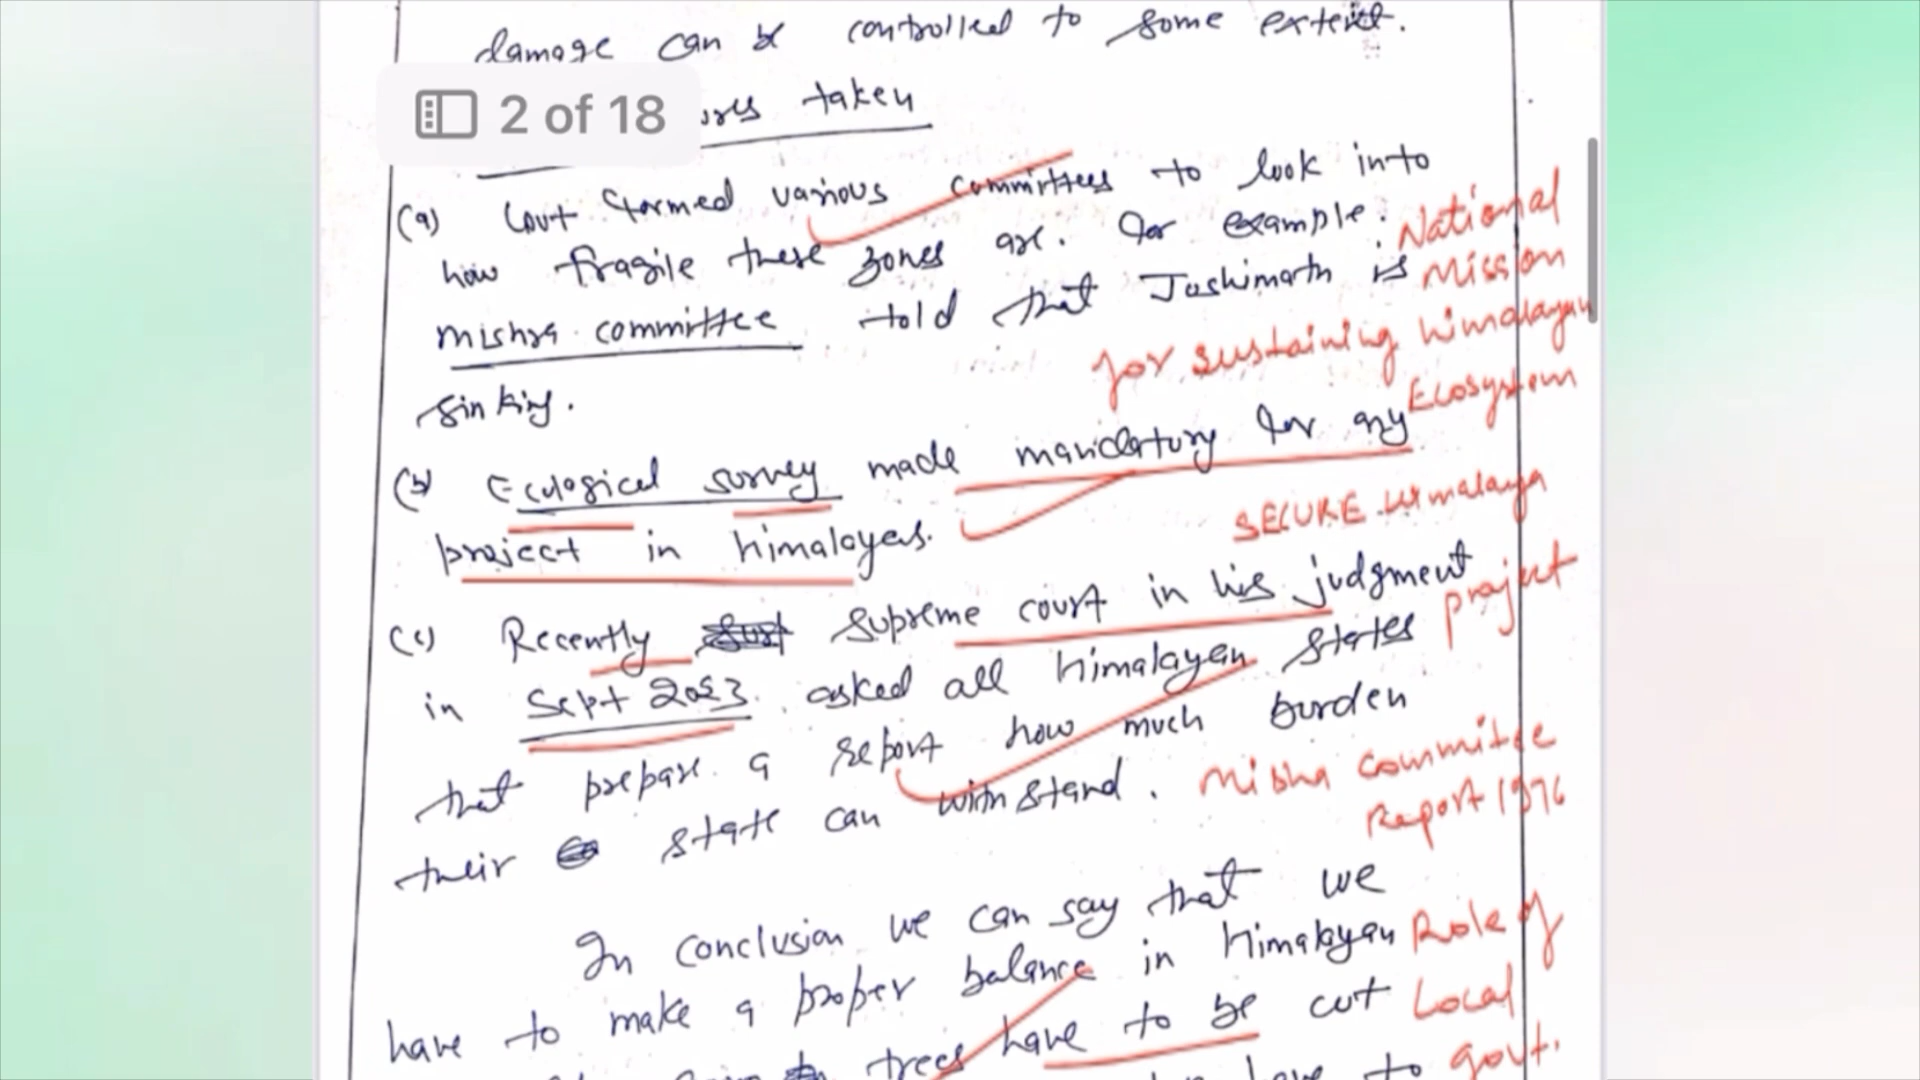 damage can be controlled to some extent.
2 of 18
ures taken
(a) Govt formed various committees to look into
how fragile these zones are. For example.
Mishra committee told that Joshimath is
sinking.
National
Mission
for sustaining himalayan
Ecosystem
(b) Ecological survey made mandatory for any
project in himalayas.
SECURE Himalaya
project
(c) Recently Supreme court in his judgment
in Sept 2023 asked all himalayan states
that prepare a report how much burden
their state can withstand.
Misha Committee
Report 1976
In conclusion we can say that we
have to make a proper balance in Himalayan
trees have to be cut
have to
Role of
Local
govt.